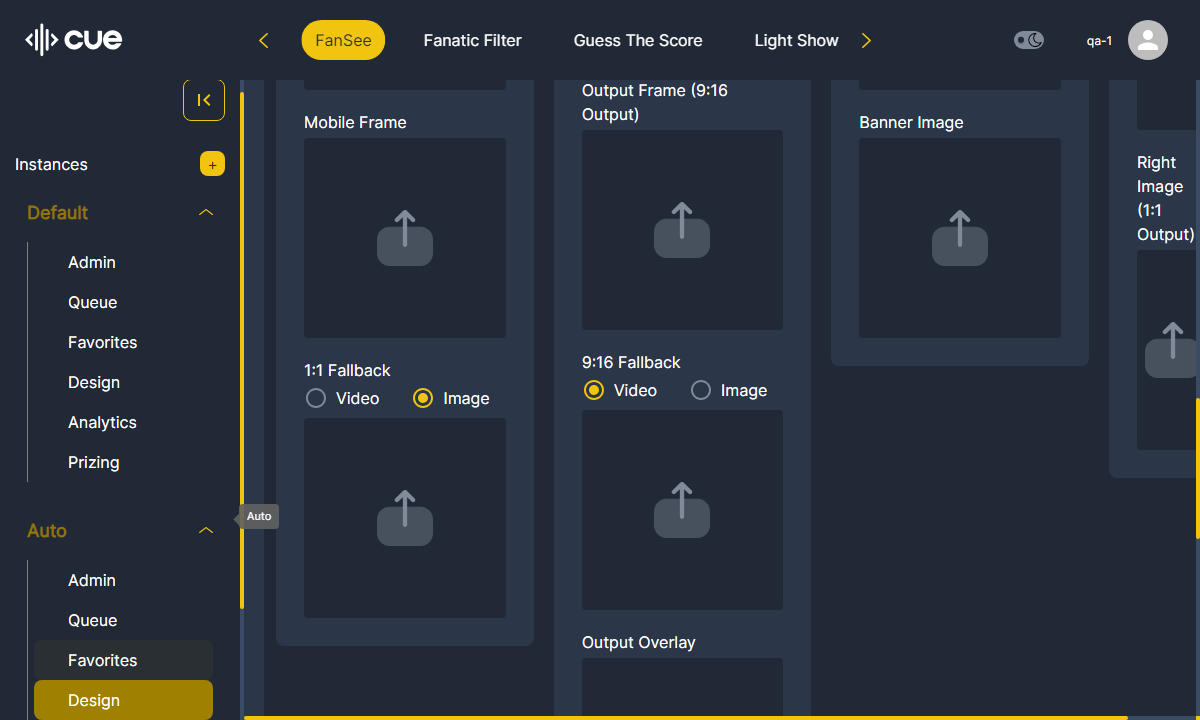 CUE
FanSee
Fanatic Filter
Guess The Score
Light Show
qa-1
Instances
+
Default
Admin
Queue
Favorites
Design
Analytics
Prizing
Auto
Admin
Queue
Favorites
Design
Auto
Mobile Frame
1:1 Fallback
Video
Image
Output Frame (9:16
Output)
9:16 Fallback
Video
Image
Output Overlay
Banner Image
Right
Image
(1:1
Output)